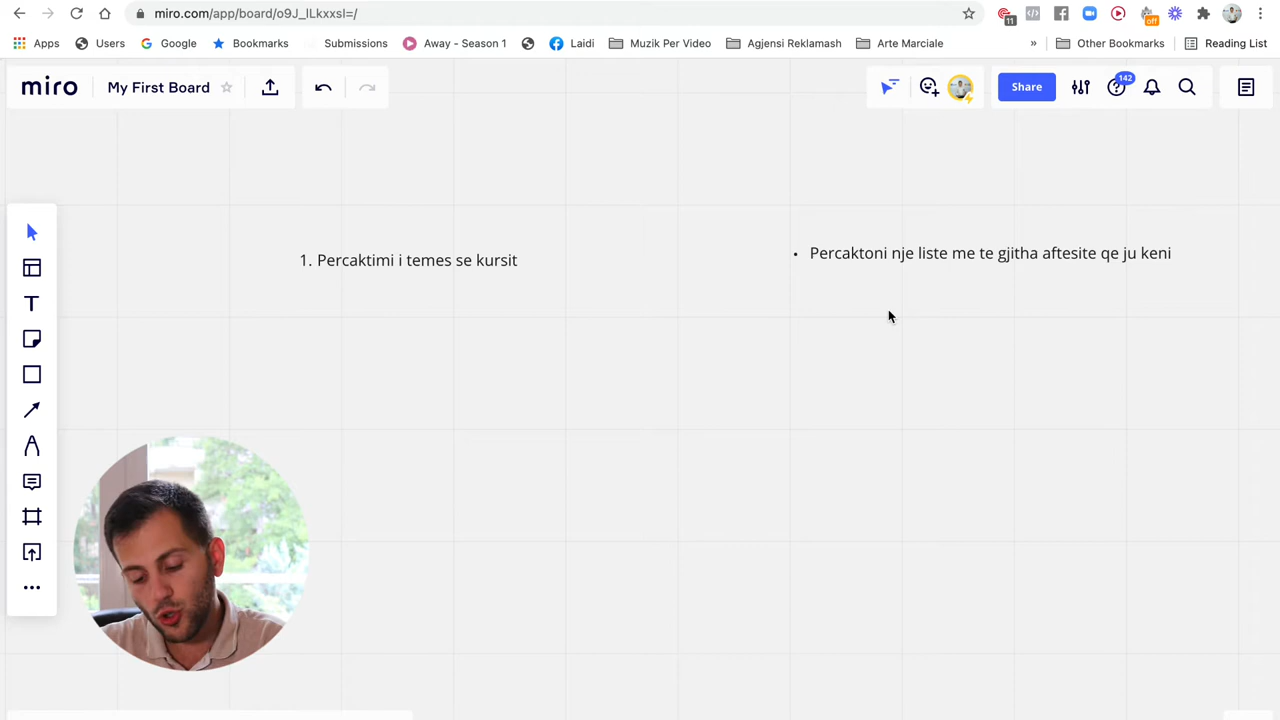 miro.com/app/board/o9J_lLkxxsI=/
11
off
Apps
Users
Google
Bookmarks
Submissions
Away - Season 1
Laidi
Muzik Per Video
Agjensi Reklamash
Arte Marciale
»
Other Bookmarks
Reading List
miro
My First Board
Share
142
T
1. Percaktimi i temes se kursit
• Percaktoni nje liste me te gjitha aftesite qe ju keni